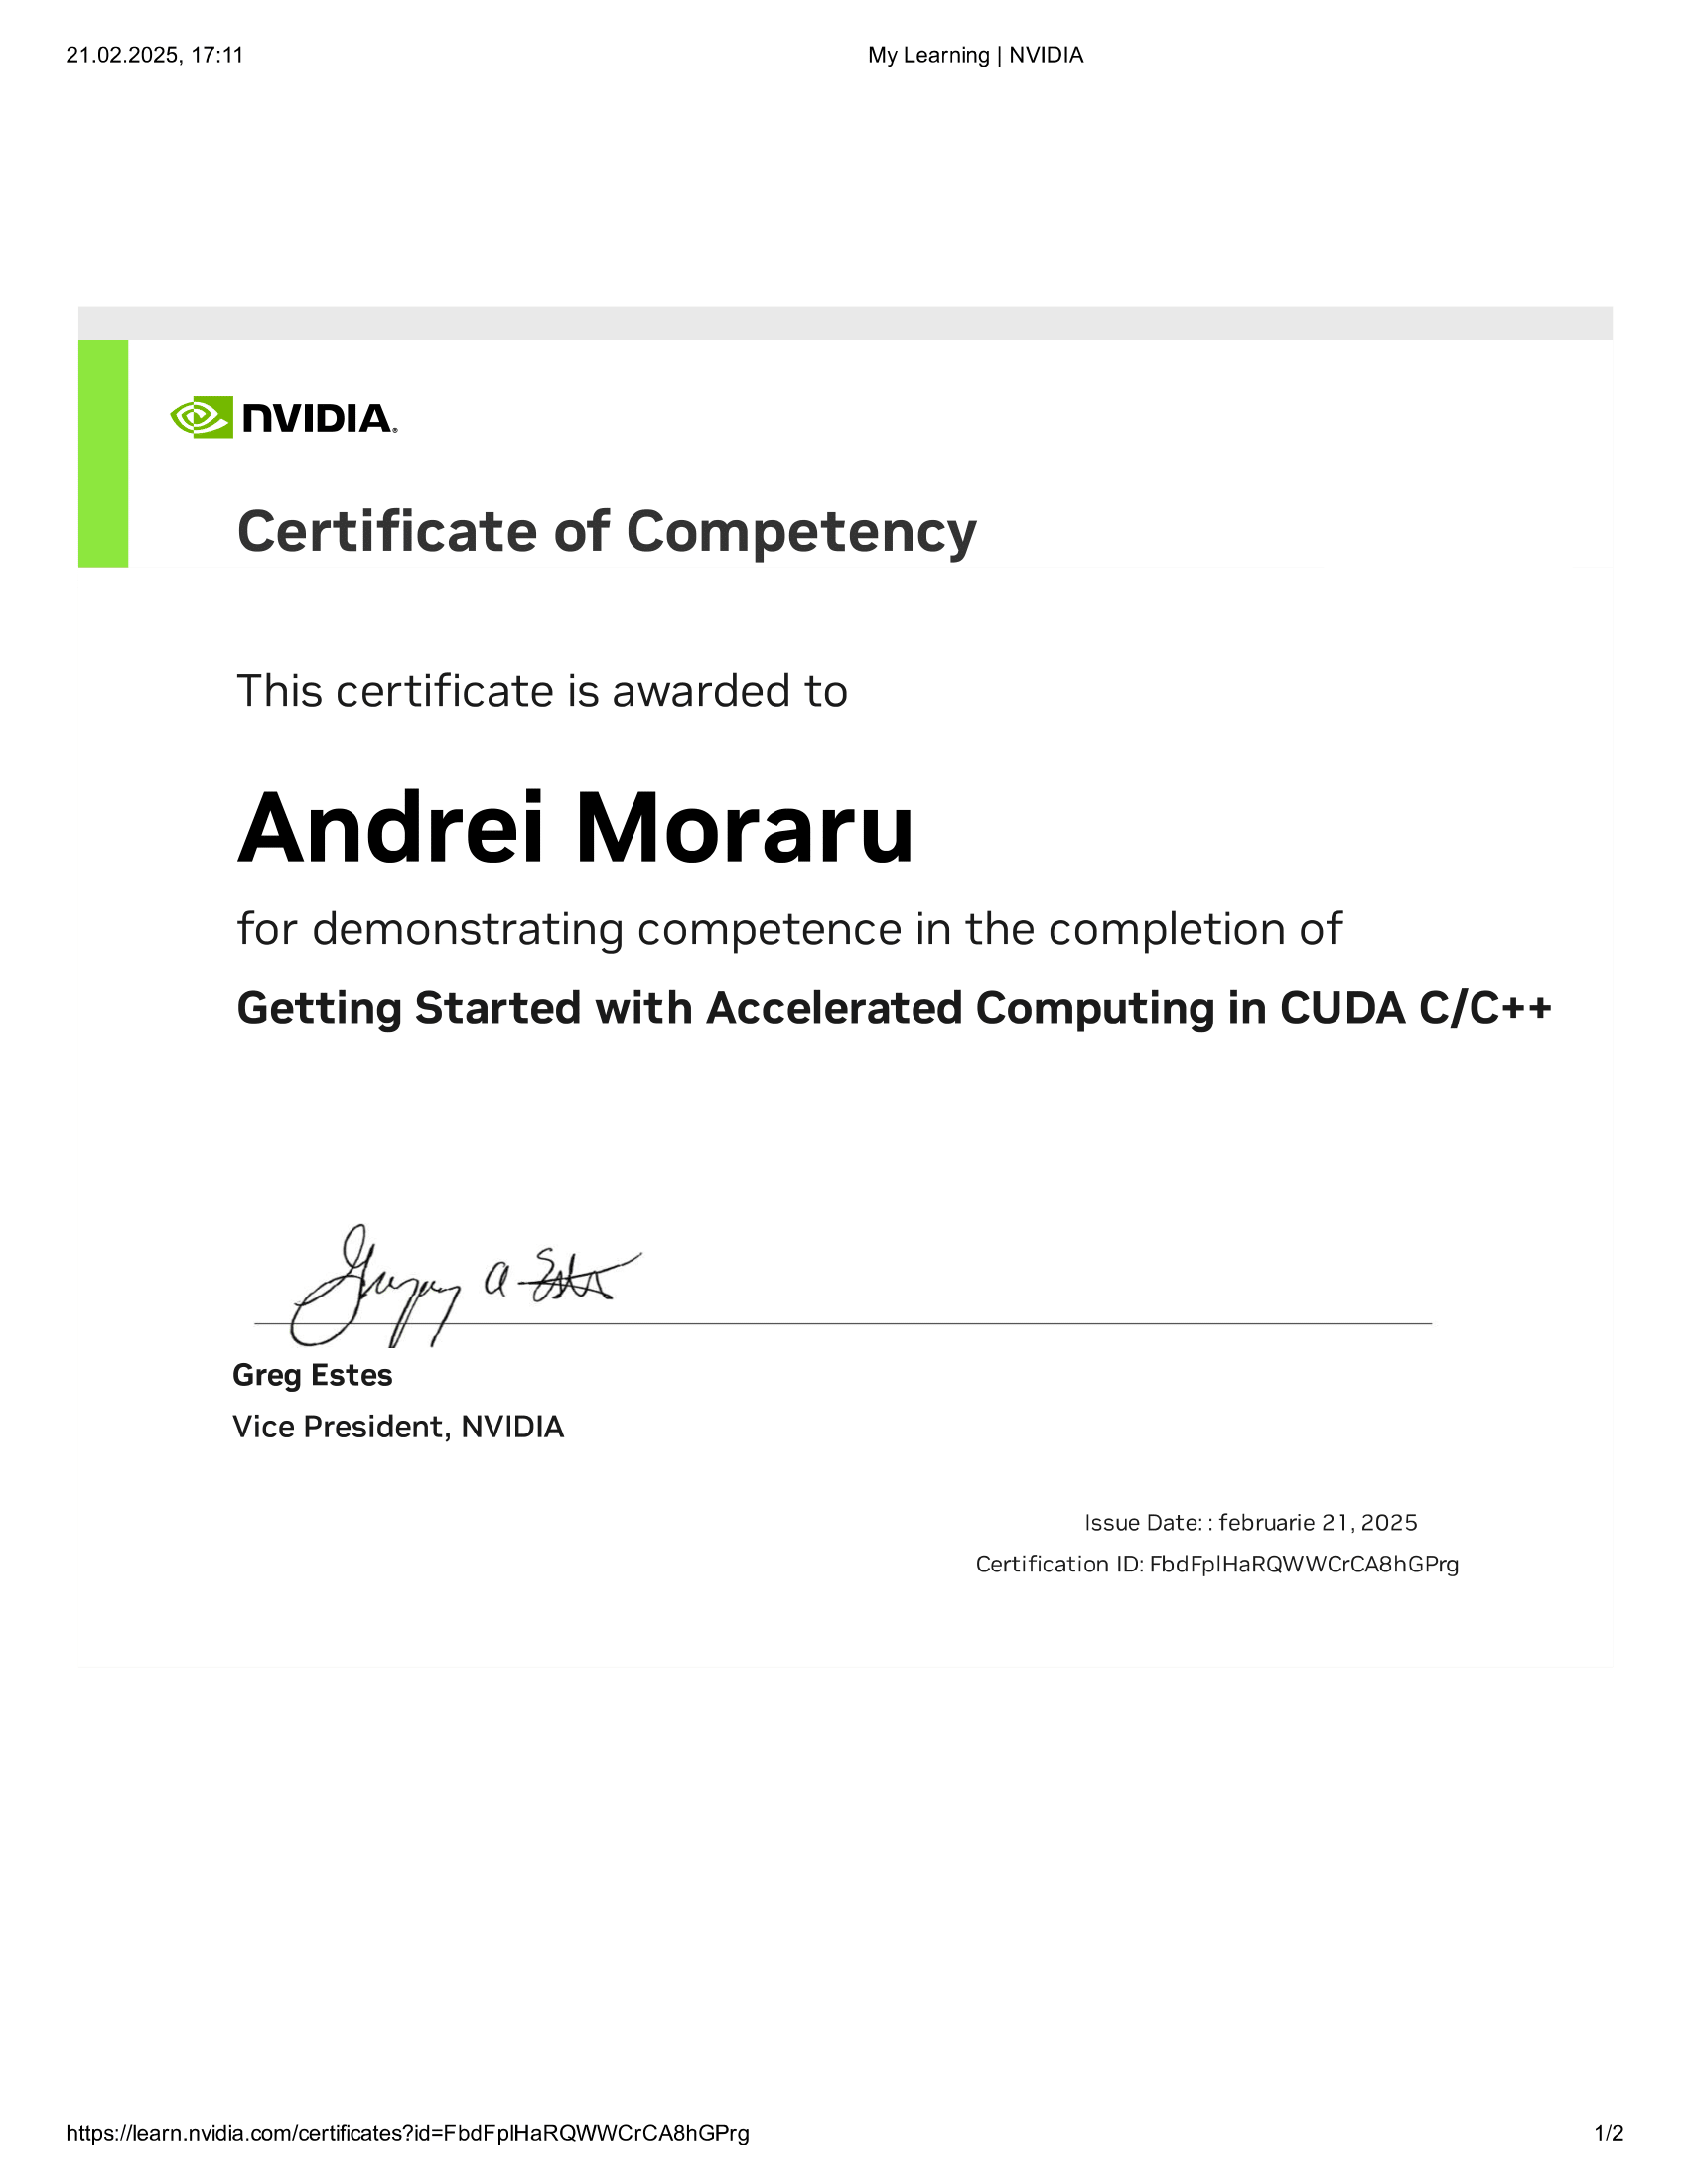 21.02.2025, 17:11
My Learning | NVIDIA
NVIDIA.
Certificate of Competency
This certificate is awarded to
Andrei Moraru
for demonstrating competence in the completion of
Getting Started with Accelerated Computing in CUDA C/C++
Gregory A Estes
Greg Estes
Vice President, NVIDIA
Issue Date: : februarie 21, 2025
Certification ID: FbdFplHaRQWWCrCA8hGPrg
https://learn.nvidia.com/certificates?id=FbdFplHaRQWWCrCA8hGPrg
1/2